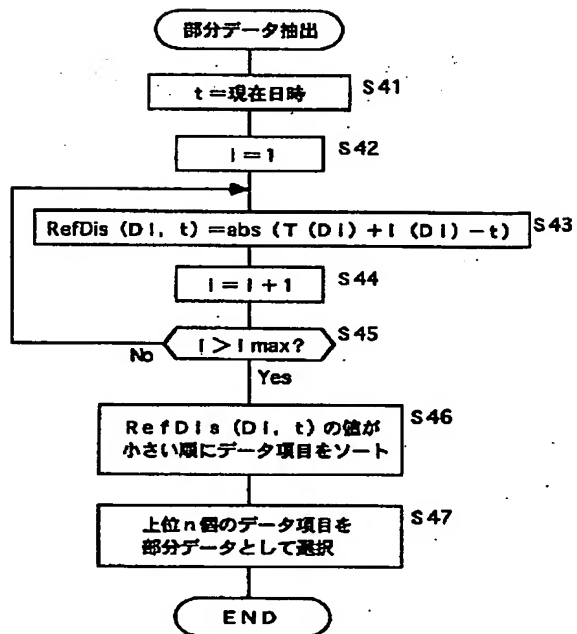 部分データ抽出
t=現在日時 S41
i=1 S42
RefDis (Di, t) =abs (T (Di) + I (Di) -t) S43
i=i+1 S44
i>imax? S45
No
Yes
RefDis (Di, t) の値が S46
小さい順にデータ項目をソート
上位n個のデータ項目を S47
部分データとして選択
END